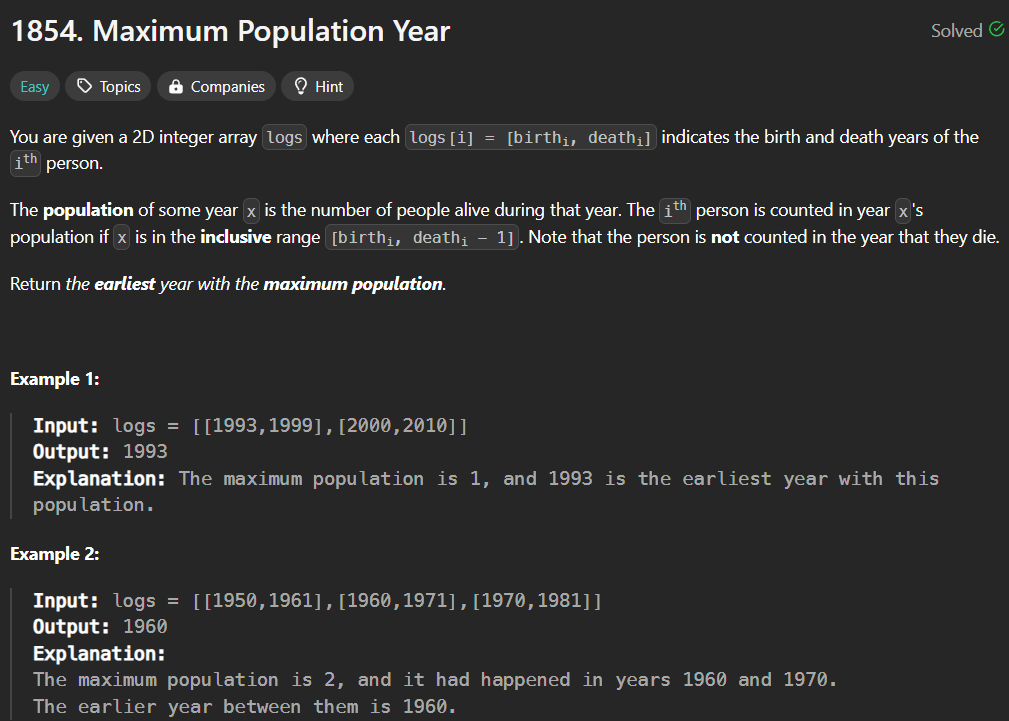 1854. Maximum Population Year
Solved
Easy Topics Companies Hint
You are given a 2D integer array logs where each logs[i] = [birthi, deathi] indicates the birth and death years of the
ith person.
The population of some year x is the number of people alive during that year. The ith person is counted in year x's
population if x is in the inclusive range [birthi, deathi - 1]. Note that the person is not counted in the year that they die.
Return the earliest year with the maximum population.
Example 1:
Input: logs = [[1993,1999],[2000,2010]]
Output: 1993
Explanation: The maximum population is 1, and 1993 is the earliest year with this
population.
Example 2:
Input: logs = [[1950,1961],[1960,1971],[1970,1981]]
Output: 1960
Explanation:
The maximum population is 2, and it had happened in years 1960 and 1970.
The earlier year between them is 1960.